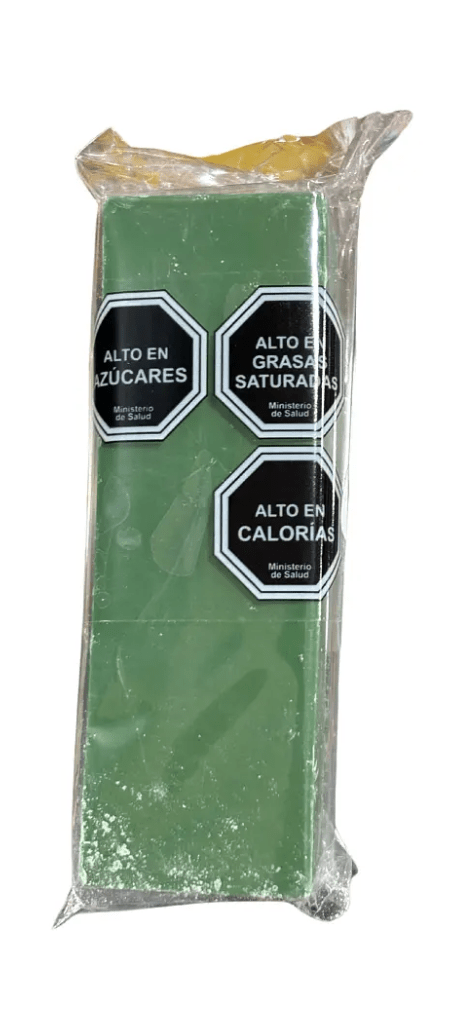 ALTO EN
AZÚCARES
Ministerio
de Salud
ALTO EN
GRASAS
SATURADAS
Ministerio
de Salud
ALTO EN
CALORÍAS
Ministerio
de Salud